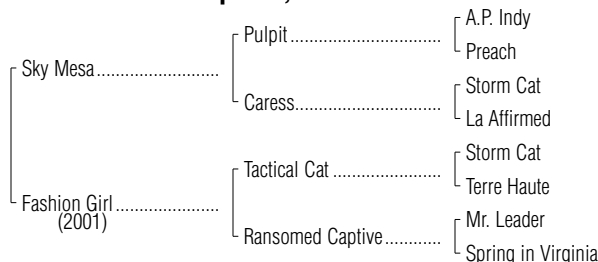 A.P. Indy
Pulpit
Preach
Sky Mesa
Storm Cat
Caress
La Affirmed
Storm Cat
Tactical Cat
Terre Haute
Fashion Girl
(2001)
Mr. Leader
Ransomed Captive
Spring in Virginia